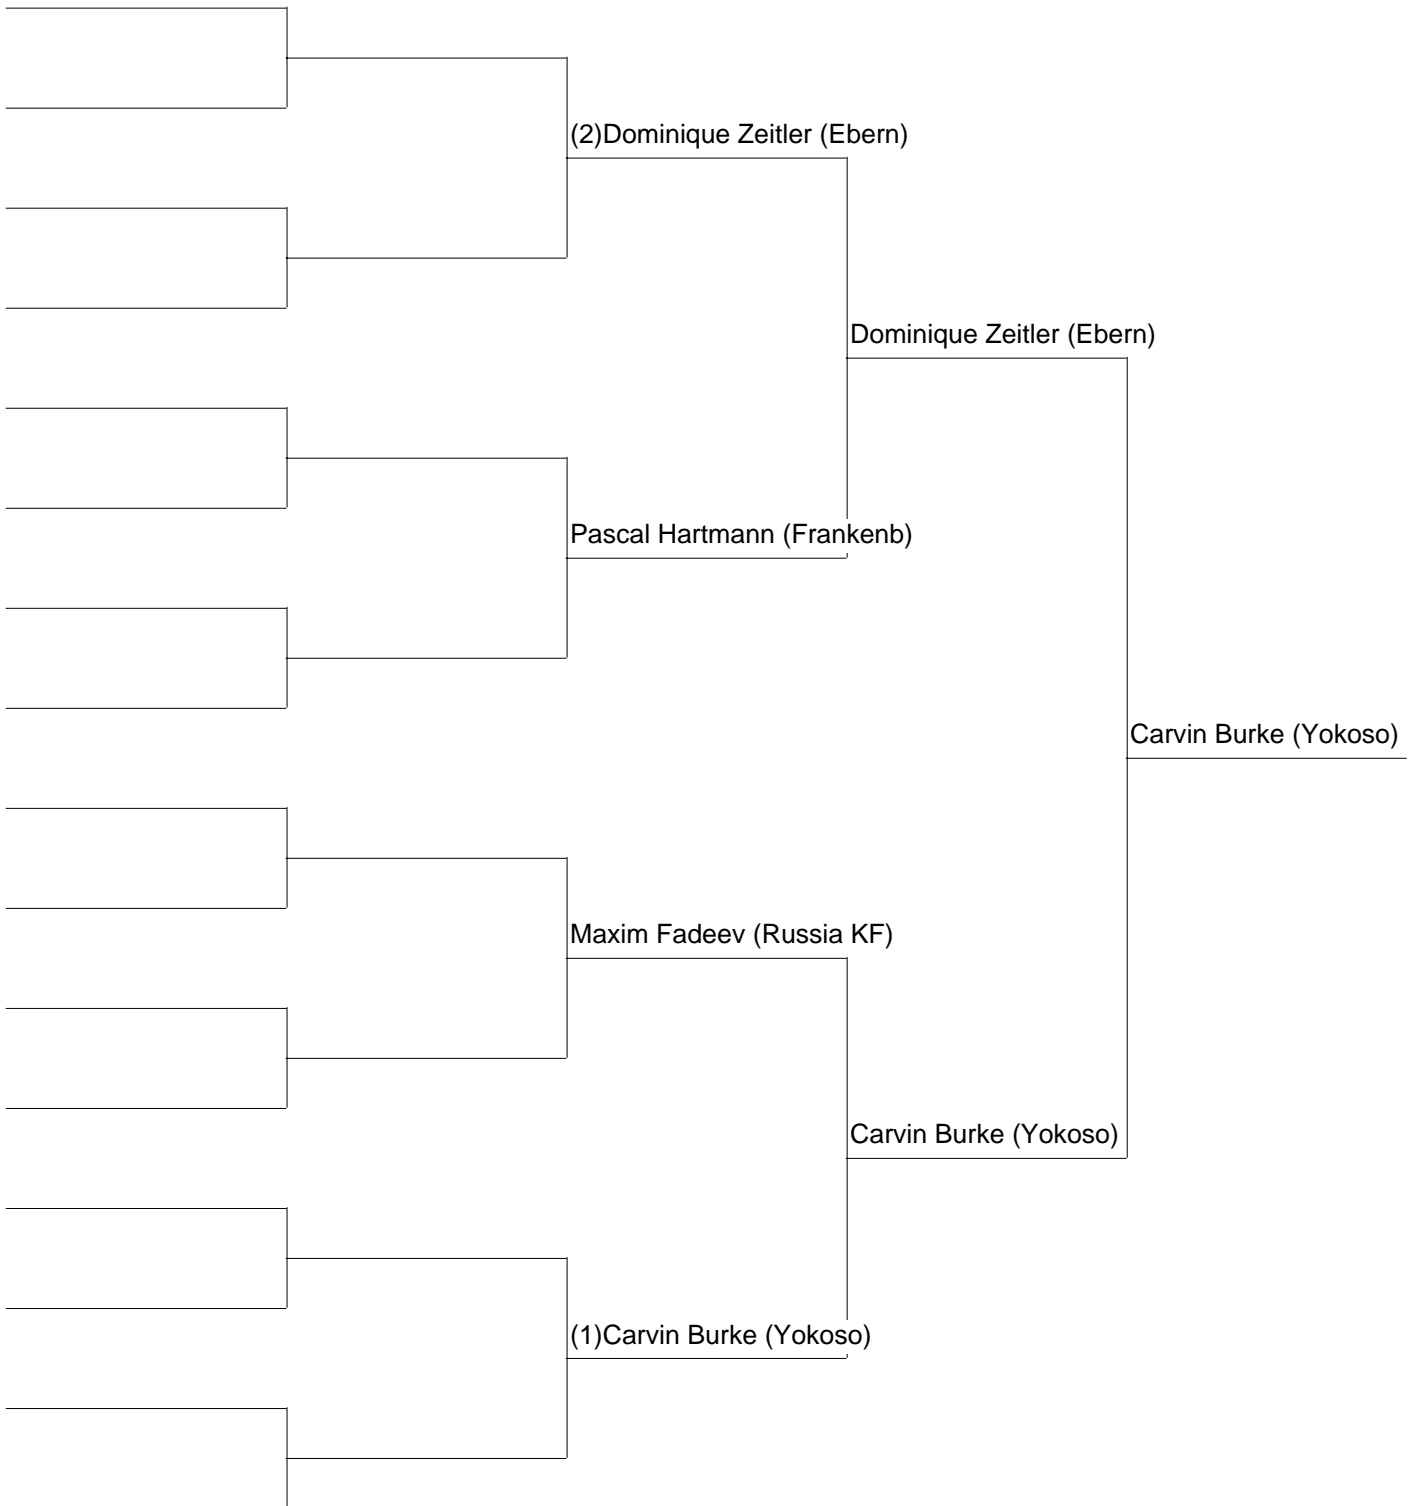 (2)Dominique Zeitler (Ebern)
Dominique Zeitler (Ebern)
Pascal Hartmann (Frankenb)
Carvin Burke (Yokoso)
Maxim Fadeev (Russia KF)
Carvin Burke (Yokoso)
(1)Carvin Burke (Yokoso)